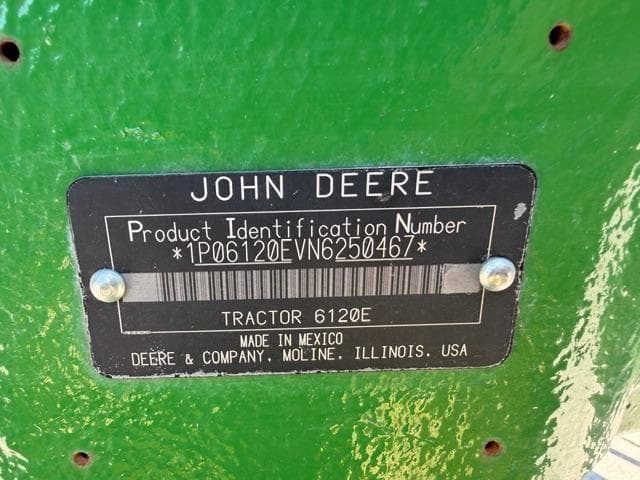 JOHN DEERE
Product Identification Number
*1P06120EVN6250467*
TRACTOR 6120E
MADE IN MEXICO
DEERE & COMPANY, MOLINE, ILLINOIS, USA